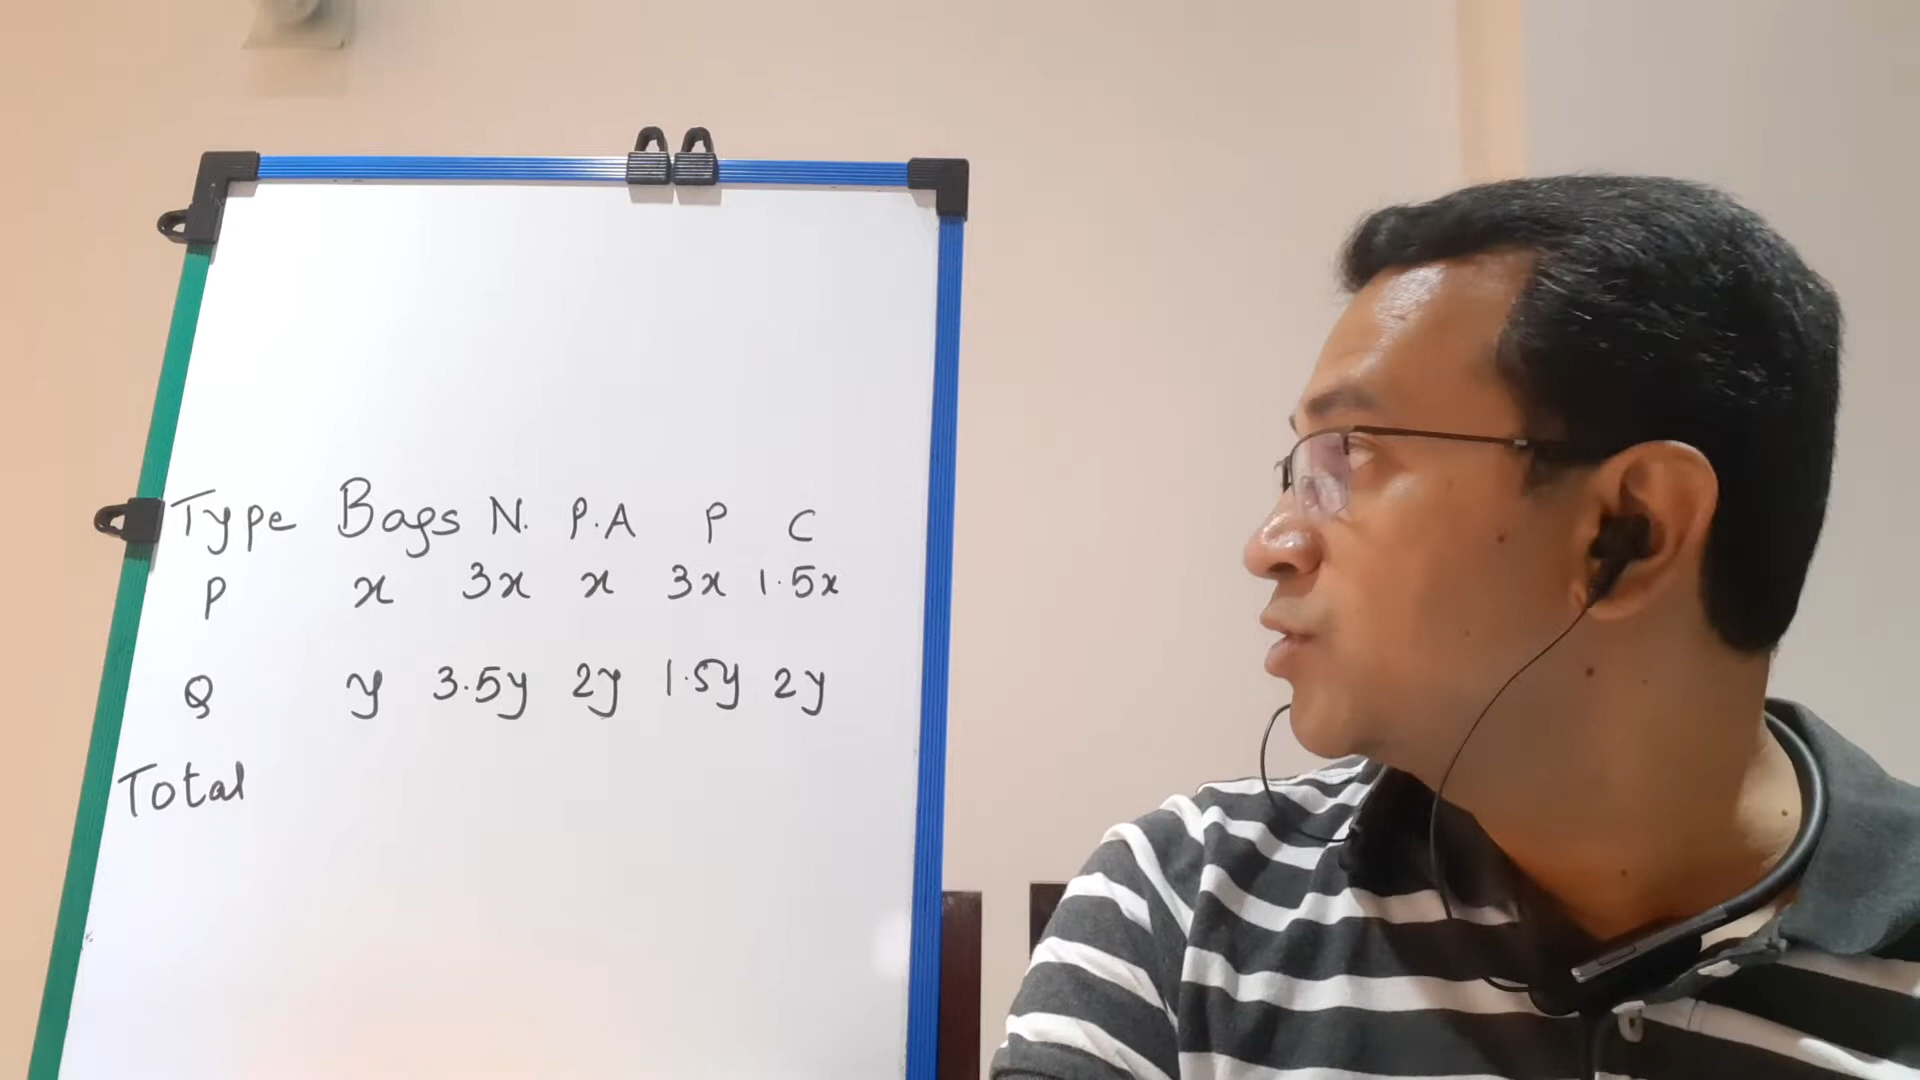 Type Bags N. P.A P C
P x 3x x 3x 1.5x
Q y 3.5y 2y 1.5y 2y
Total